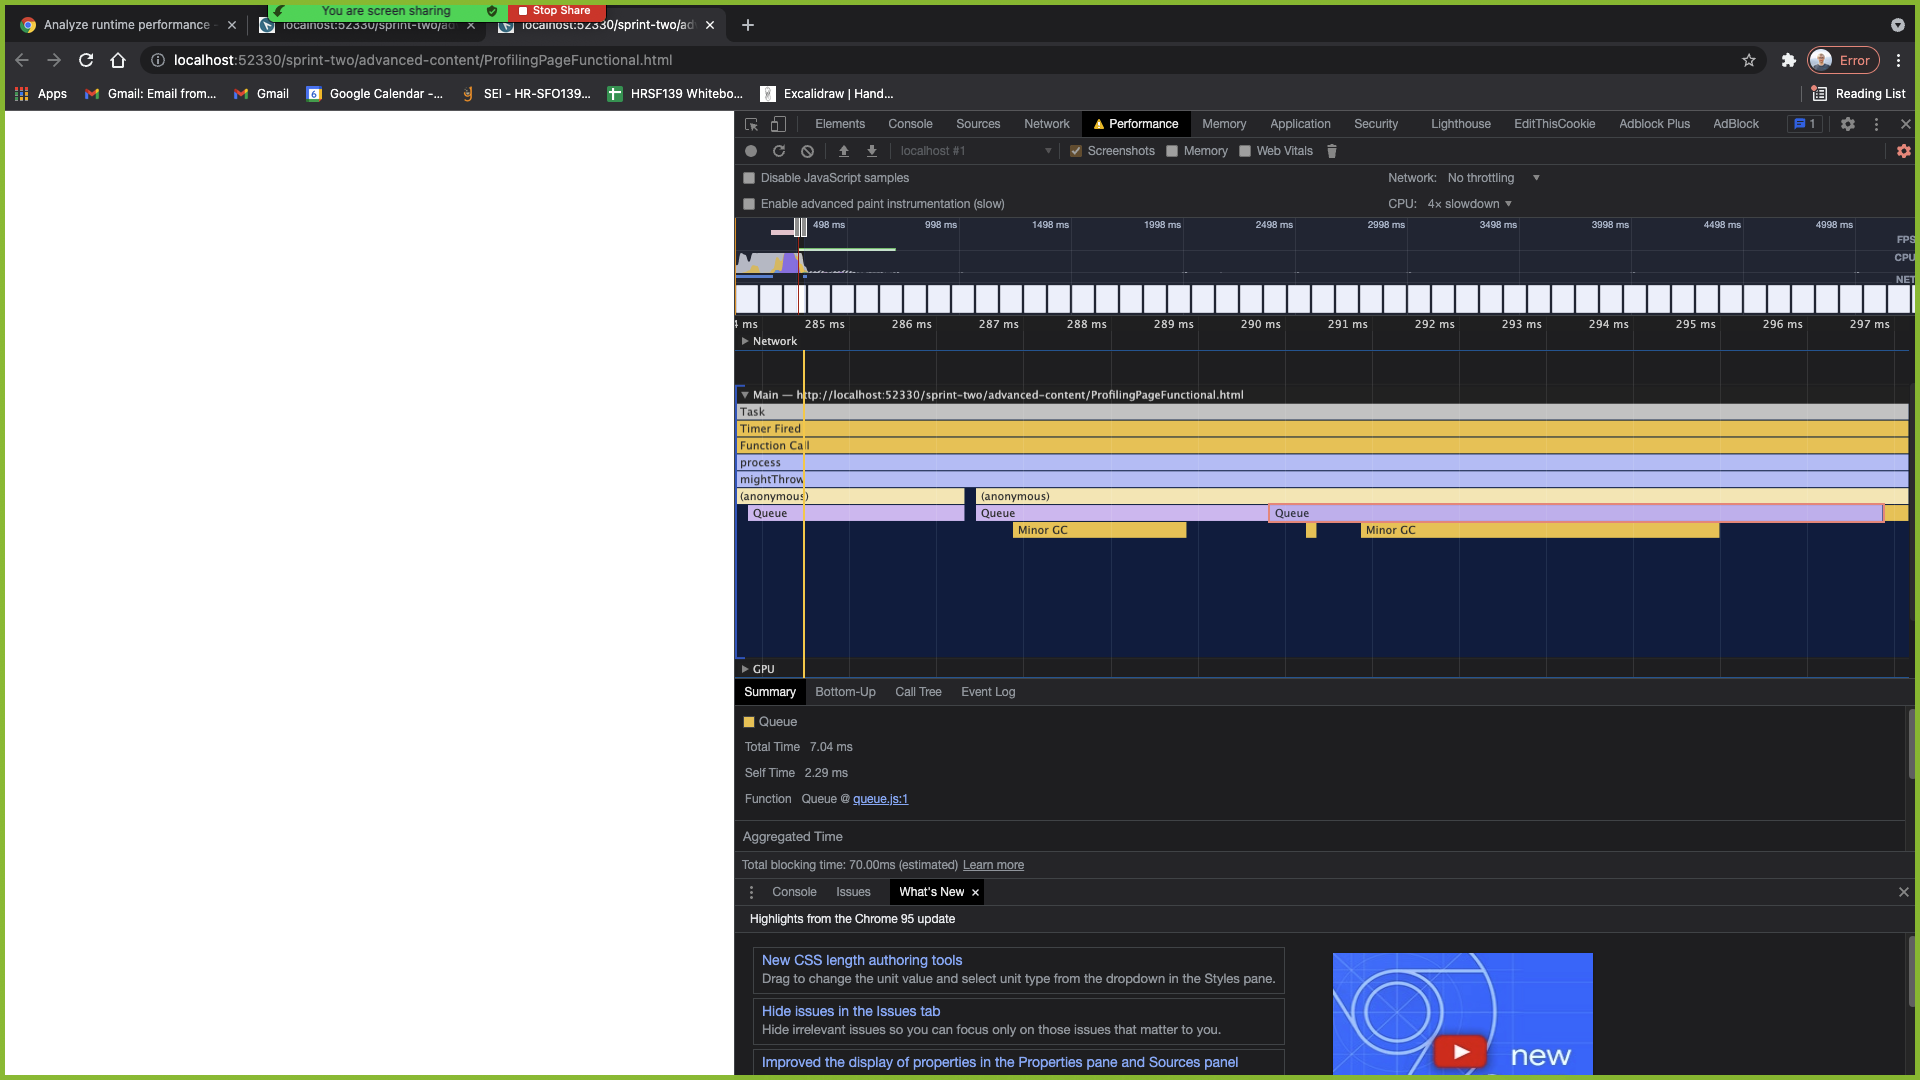 You are screen sharing
Stop Share
Analyze runtime performance -
localhost:52330/sprint-two/ad
localhost:52330/sprint-two/ad
localhost:52330/sprint-two/advanced-content/ProfilingPageFunctional.html
Error
Apps
Gmail: Email from...
Gmail
6
Google Calendar -...
SEI - HR-SFO139...
HRSF139 Whitebo...
Excalidraw | Hand...
Reading List
Elements Console Sources Network Performance Memory Application Security Lighthouse EditThisCookie Adblock Plus AdBlock 1
localhost #1 Screenshots Memory Web Vitals
Disable JavaScript samples
Network: No throttling
Enable advanced paint instrumentation (slow)
CPU: 4× slowdown
498 ms 998 ms 1498 ms 1998 ms 2498 ms 2998 ms 3498 ms 3998 ms 4498 ms 4998 ms
FPS
CPU
NET
4 ms 285 ms 286 ms 287 ms 288 ms 289 ms 290 ms 291 ms 292 ms 293 ms 294 ms 295 ms 296 ms 297 ms
Network
Main — http://localhost:52330/sprint-two/advanced-content/ProfilingPageFunctional.html
Task
Timer Fired
Function Call
process
mightThrow
(anonymous) (anonymous)
Queue Queue Queue
Minor GC Minor GC
GPU
Summary Bottom-Up Call Tree Event Log
Queue
Total Time 7.04 ms
Self Time 2.29 ms
Function Queue @ queue.js:1
Aggregated Time
Total blocking time: 70.00ms (estimated) Learn more
Console Issues What's New
Highlights from the Chrome 95 update
New CSS length authoring tools
Drag to change the unit value and select unit type from the dropdown in the Styles pane.
Hide issues in the Issues tab
Hide irrelevant issues so you can focus only on those issues that matter to you.
Improved the display of properties in the Properties pane and Sources panel
new